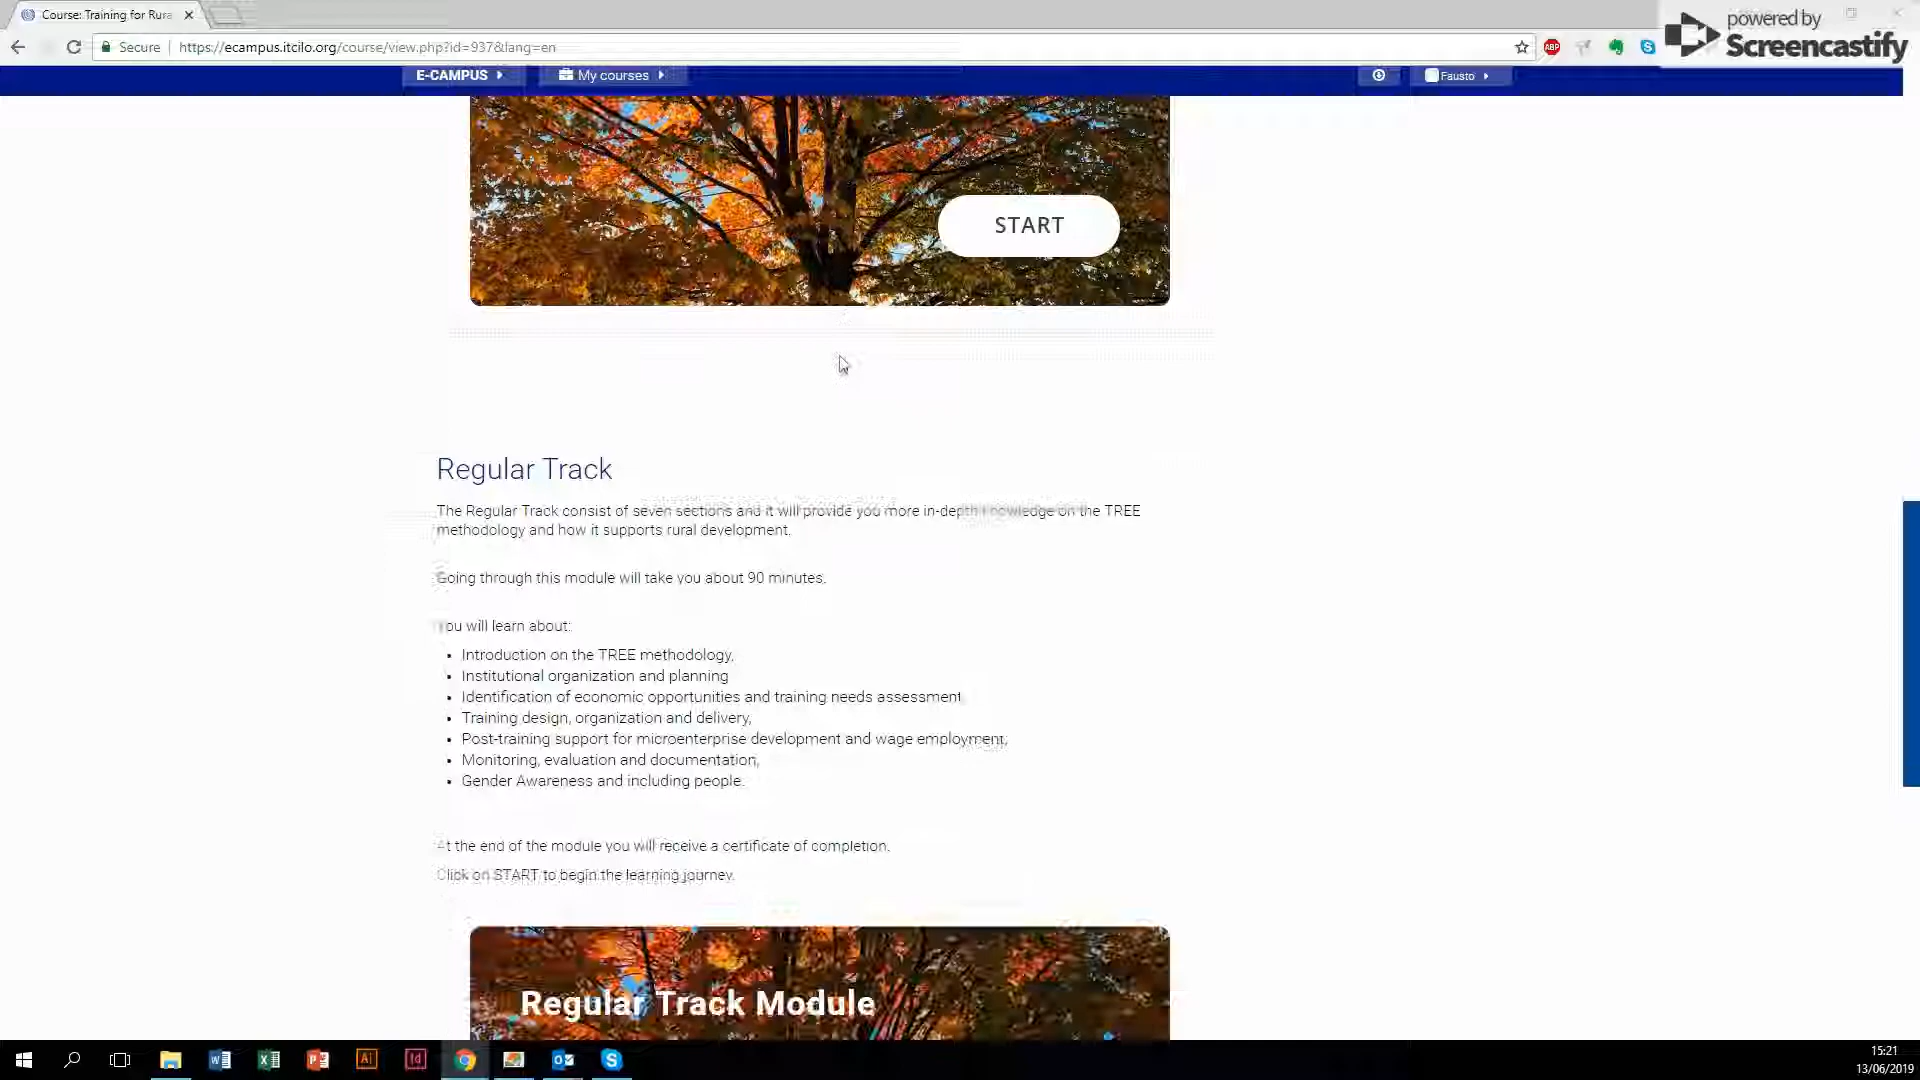 Course: Training for Rura
powered by
Screencastify
Secure
https://ecampus.itcilo.org/course/view.php?id=937&lang=en
ABP
E-CAMPUS
My courses
Fausto
START
Regular Track
The Regular Track consist of seven sections and it will provide you more in-depth knowledge on the TREE
methodology and how it supports rural development.
Going through this module will take you about 90 minutes.
You will learn about:
Introduction on the TREE methodology,
Institutional organization and planning
Identification of economic opportunities and training needs assessment
Training design, organization and delivery,
Post-training support for microenterprise development and wage employment,
Monitoring, evaluation and documentation,
Gender Awareness and including people.
At the end of the module you will receive a certificate of completion.
Click on START to begin the learning journey.
Regular Track Module
15:21
13/06/2019